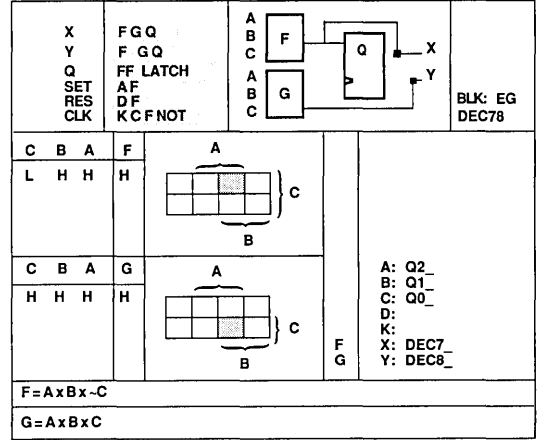 X F G Q
Y F G Q
Q FF LATCH
SET A F
RES D F
CLK K C F NOT
A
B
C
F
A
B
C
G
Q
X
Y
BLK: EG
DEC78
C B A F
L H H H
A
C
B
C B A G
H H H H
A
C
B
F
G
A: Q2_
B: Q1_
C: Q0_
D:
K:
X: DEC7_
Y: DEC8_
F=AxBx~C
G=AxBxC